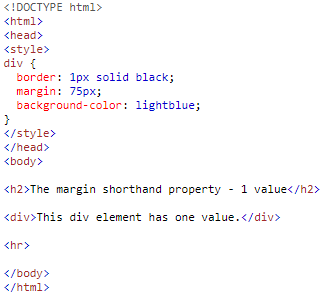 <!DOCTYPE html>
<html>
<head>
<style>
div {
  border: 1px solid black;
  margin: 75px;
  background-color: lightblue;
}
</style>
</head>
<body>

<h2>The margin shorthand property - 1 value</h2>

<div>This div element has one value.</div>

<hr>

</body>
</html>